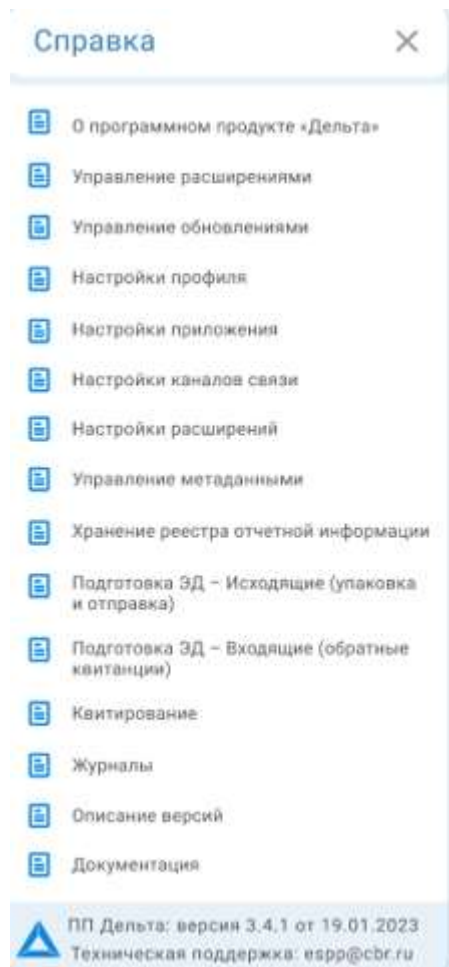 Справка
О программном продукте «Дельта»
Управление расширениями
Управление обновлениями
Настройки профиля
Настройки приложения
Настройки каналов связи
Настройки расширений
Управление метаданными
Хранение реестра отчетной информации
Подготовка ЭД – Исходящие (упаковка
и отправка)
Подготовка ЭД – Входящие (обратные
квитанции)
Квитирование
Журналы
Описание версий
Документация
ПП Дельта: версия 3.4.1 от 19.01.2023
Техническая поддержка: espp@cbr.ru